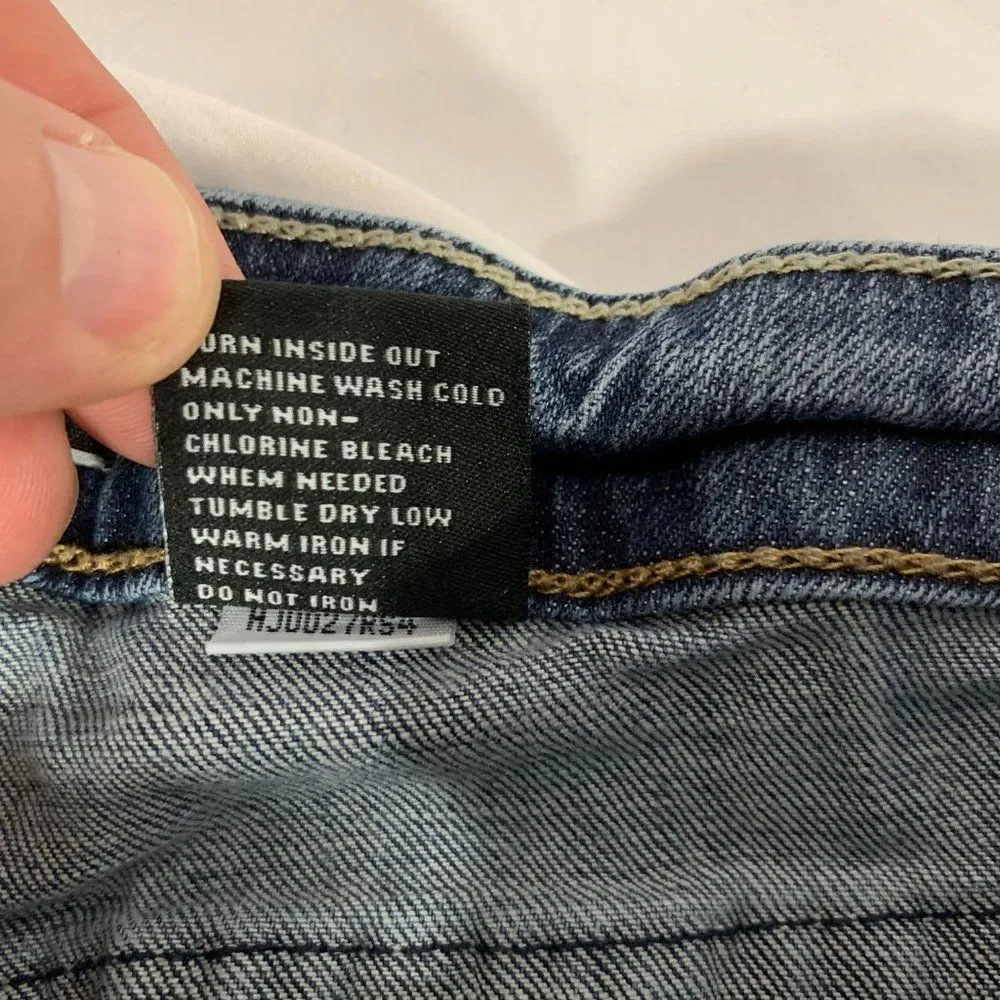 URN INSIDE OUT
MACHINE WASH COLD
ONLY NON-
CHLORINE BLEACH
WHEM NEEDED
TUMBLE DRY LOW
WARM IRON IF
NECESSARY
DO NOT IRON